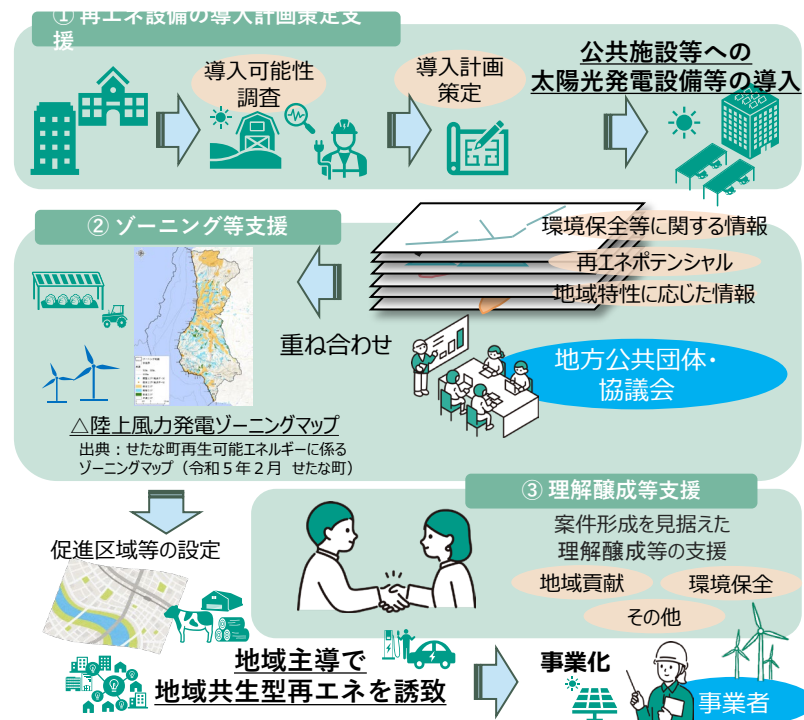 ① 再エネ設備の導入計画策定支
援
導入可能性
調査
導入計画
策定
公共施設等への
太陽光発電設備等の導入
② ゾーニング等支援
環境保全等に関する情報
再エネポテンシャル
地域特性に応じた情報
重ね合わせ
地方公共団体・
協議会
△陸上風力発電ゾーニングマップ
出典：せたな町再生可能エネルギーに係る
ゾーニングマップ（令和５年２月 せたな町）
③ 理解醸成等支援
案件形成を見据えた
理解醸成等の支援
地域貢献
環境保全
その他
促進区域等の設定
地域主導で
地域共生型再エネを誘致
事業化
事業者